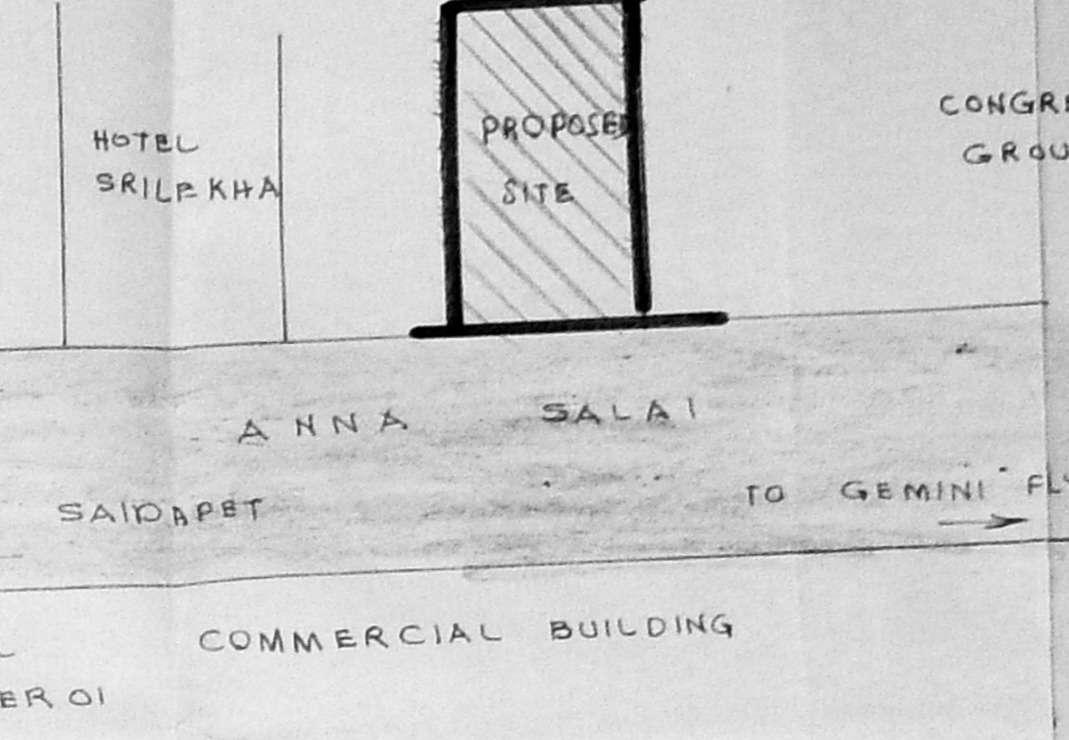 HOTEL
SRILEKHA
PROPOSED
SITE
ANNA SALAI
SAIDAPET
TO GEMINI
COMMERCIAL BUILDING